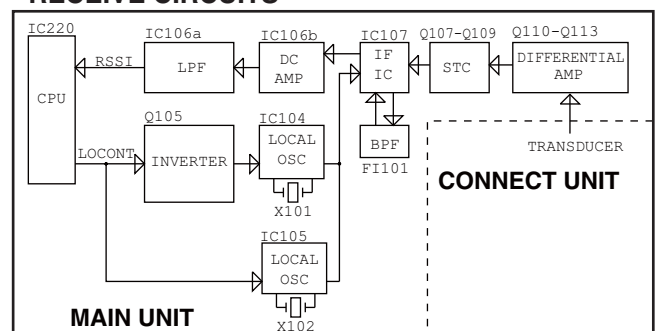 RECEIVE CIRCUITS
IC220
CPU
RSSI
IC106a
LPF
IC106b
DC
AMP
IC107
IF
IC
Q107-Q109
STC
Q110-Q113
DIFFERENTIAL
AMP
LOCONT
Q105
INVERTER
IC104
LOCAL
OSC
X101
BPF
FI101
TRANSDUCER
CONNECT UNIT
IC105
LOCAL
OSC
X102
MAIN UNIT